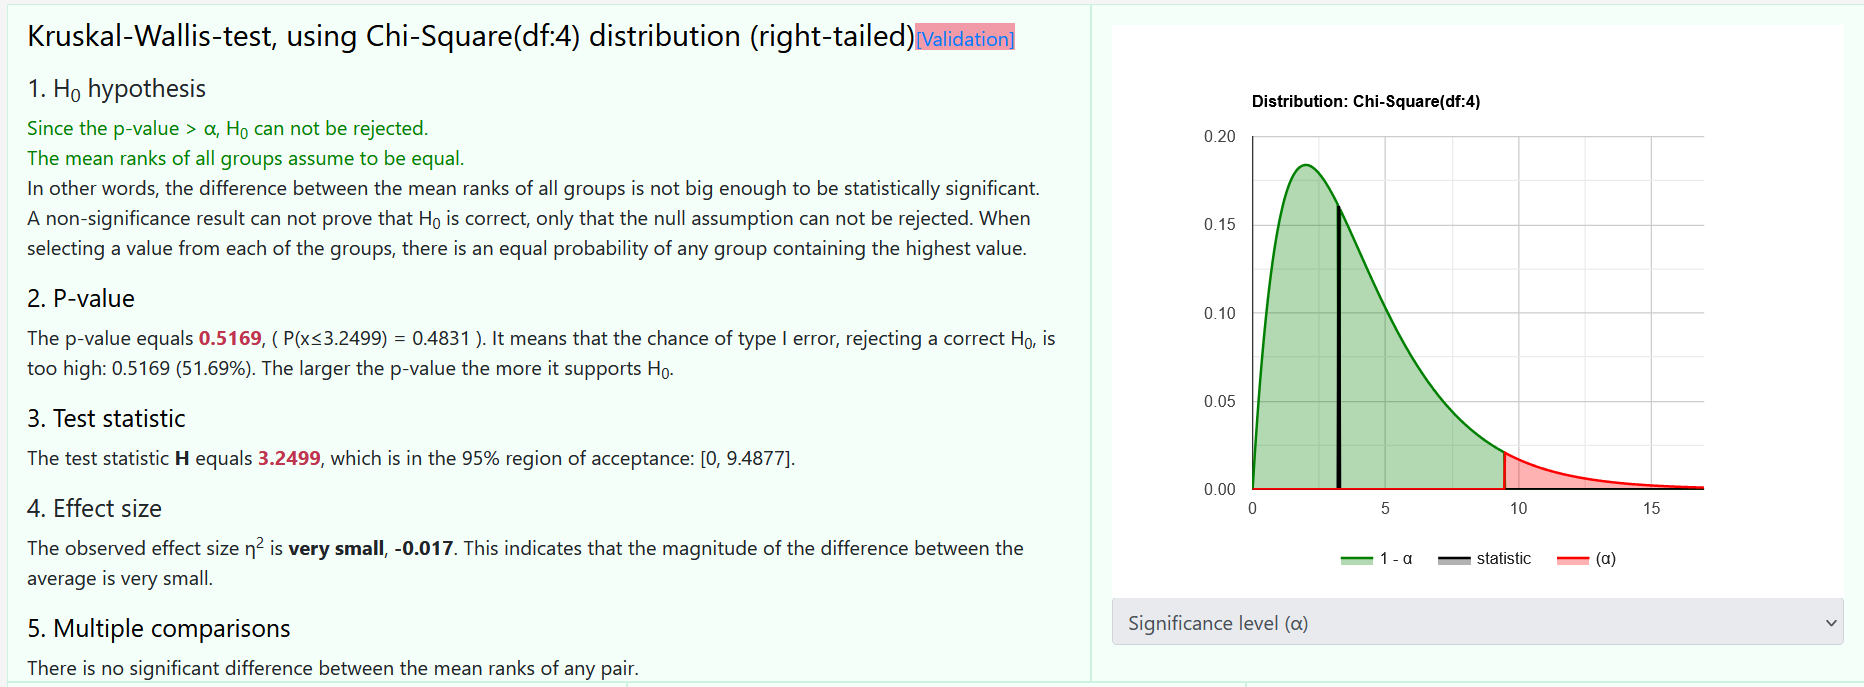 Kruskal-Wallis-test, using Chi-Square(df:4) distribution (right-tailed)[Validation]
1. H0 hypothesis
Since the p-value > α, H0 can not be rejected.
The mean ranks of all groups assume to be equal.
In other words, the difference between the mean ranks of all groups is not big enough to be statistically significant.
A non-significance result can not prove that H0 is correct, only that the null assumption can not be rejected. When
selecting a value from each of the groups, there is an equal probability of any group containing the highest value.
2. P-value
The p-value equals 0.5169, ( P(x≤3.2499) = 0.4831 ). It means that the chance of type I error, rejecting a correct H0, is
too high: 0.5169 (51.69%). The larger the p-value the more it supports H0.
3. Test statistic
The test statistic H equals 3.2499, which is in the 95% region of acceptance: [0, 9.4877].
4. Effect size
The observed effect size η2 is very small, -0.017. This indicates that the magnitude of the difference between the
average is very small.
5. Multiple comparisons
There is no significant difference between the mean ranks of any pair.
Distribution: Chi-Square(df:4)
0.20
0.15
0.10
0.05
0.00
0 5 10 15
1 - α statistic (α)
Significance level (α)